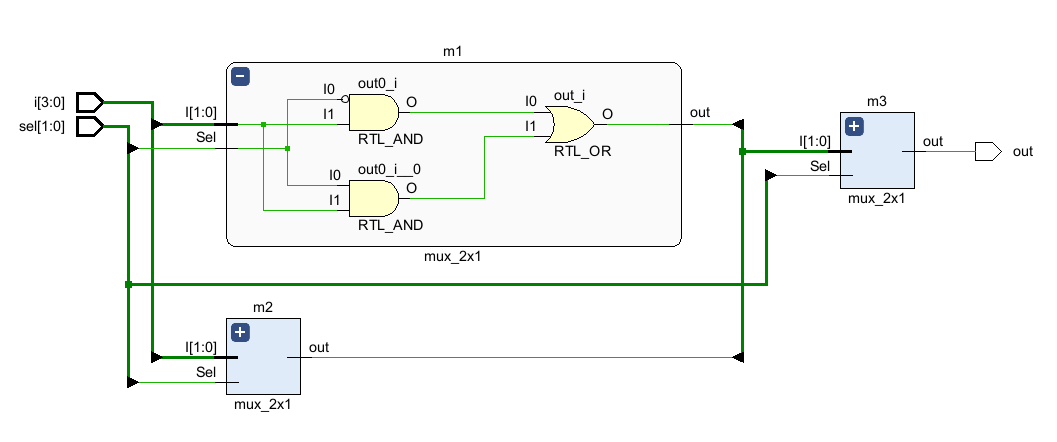 m1
i[3:0]
sel[1:0]
I[1:0]
Sel
out0_i
I0
I1
O
RTL_AND
out0_i__0
I0
I1
O
RTL_AND
out_i
I0
I1
O
RTL_OR
out
mux_2x1
m3
I[1:0]
Sel
out
mux_2x1
out
m2
I[1:0]
Sel
out
mux_2x1